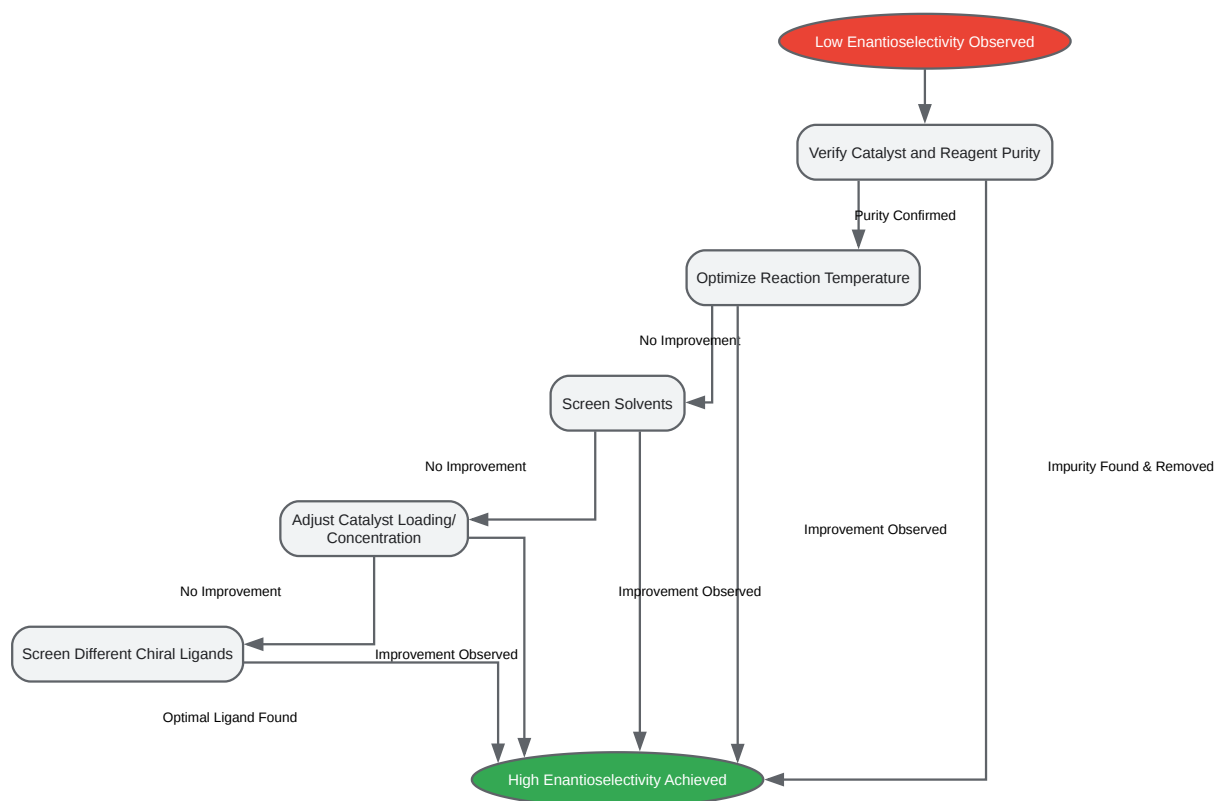 Low Enantioselectivity Observed
Verify Catalyst and Reagent Purity
Purity Confirmed
Optimize Reaction Temperature
No Improvement
Screen Solvents
No Improvement
Impurity Found & Removed
Adjust Catalyst Loading/
Concentration
Improvement Observed
No Improvement
Improvement Observed
Screen Different Chiral Ligands
Improvement Observed
Optimal Ligand Found
High Enantioselectivity Achieved